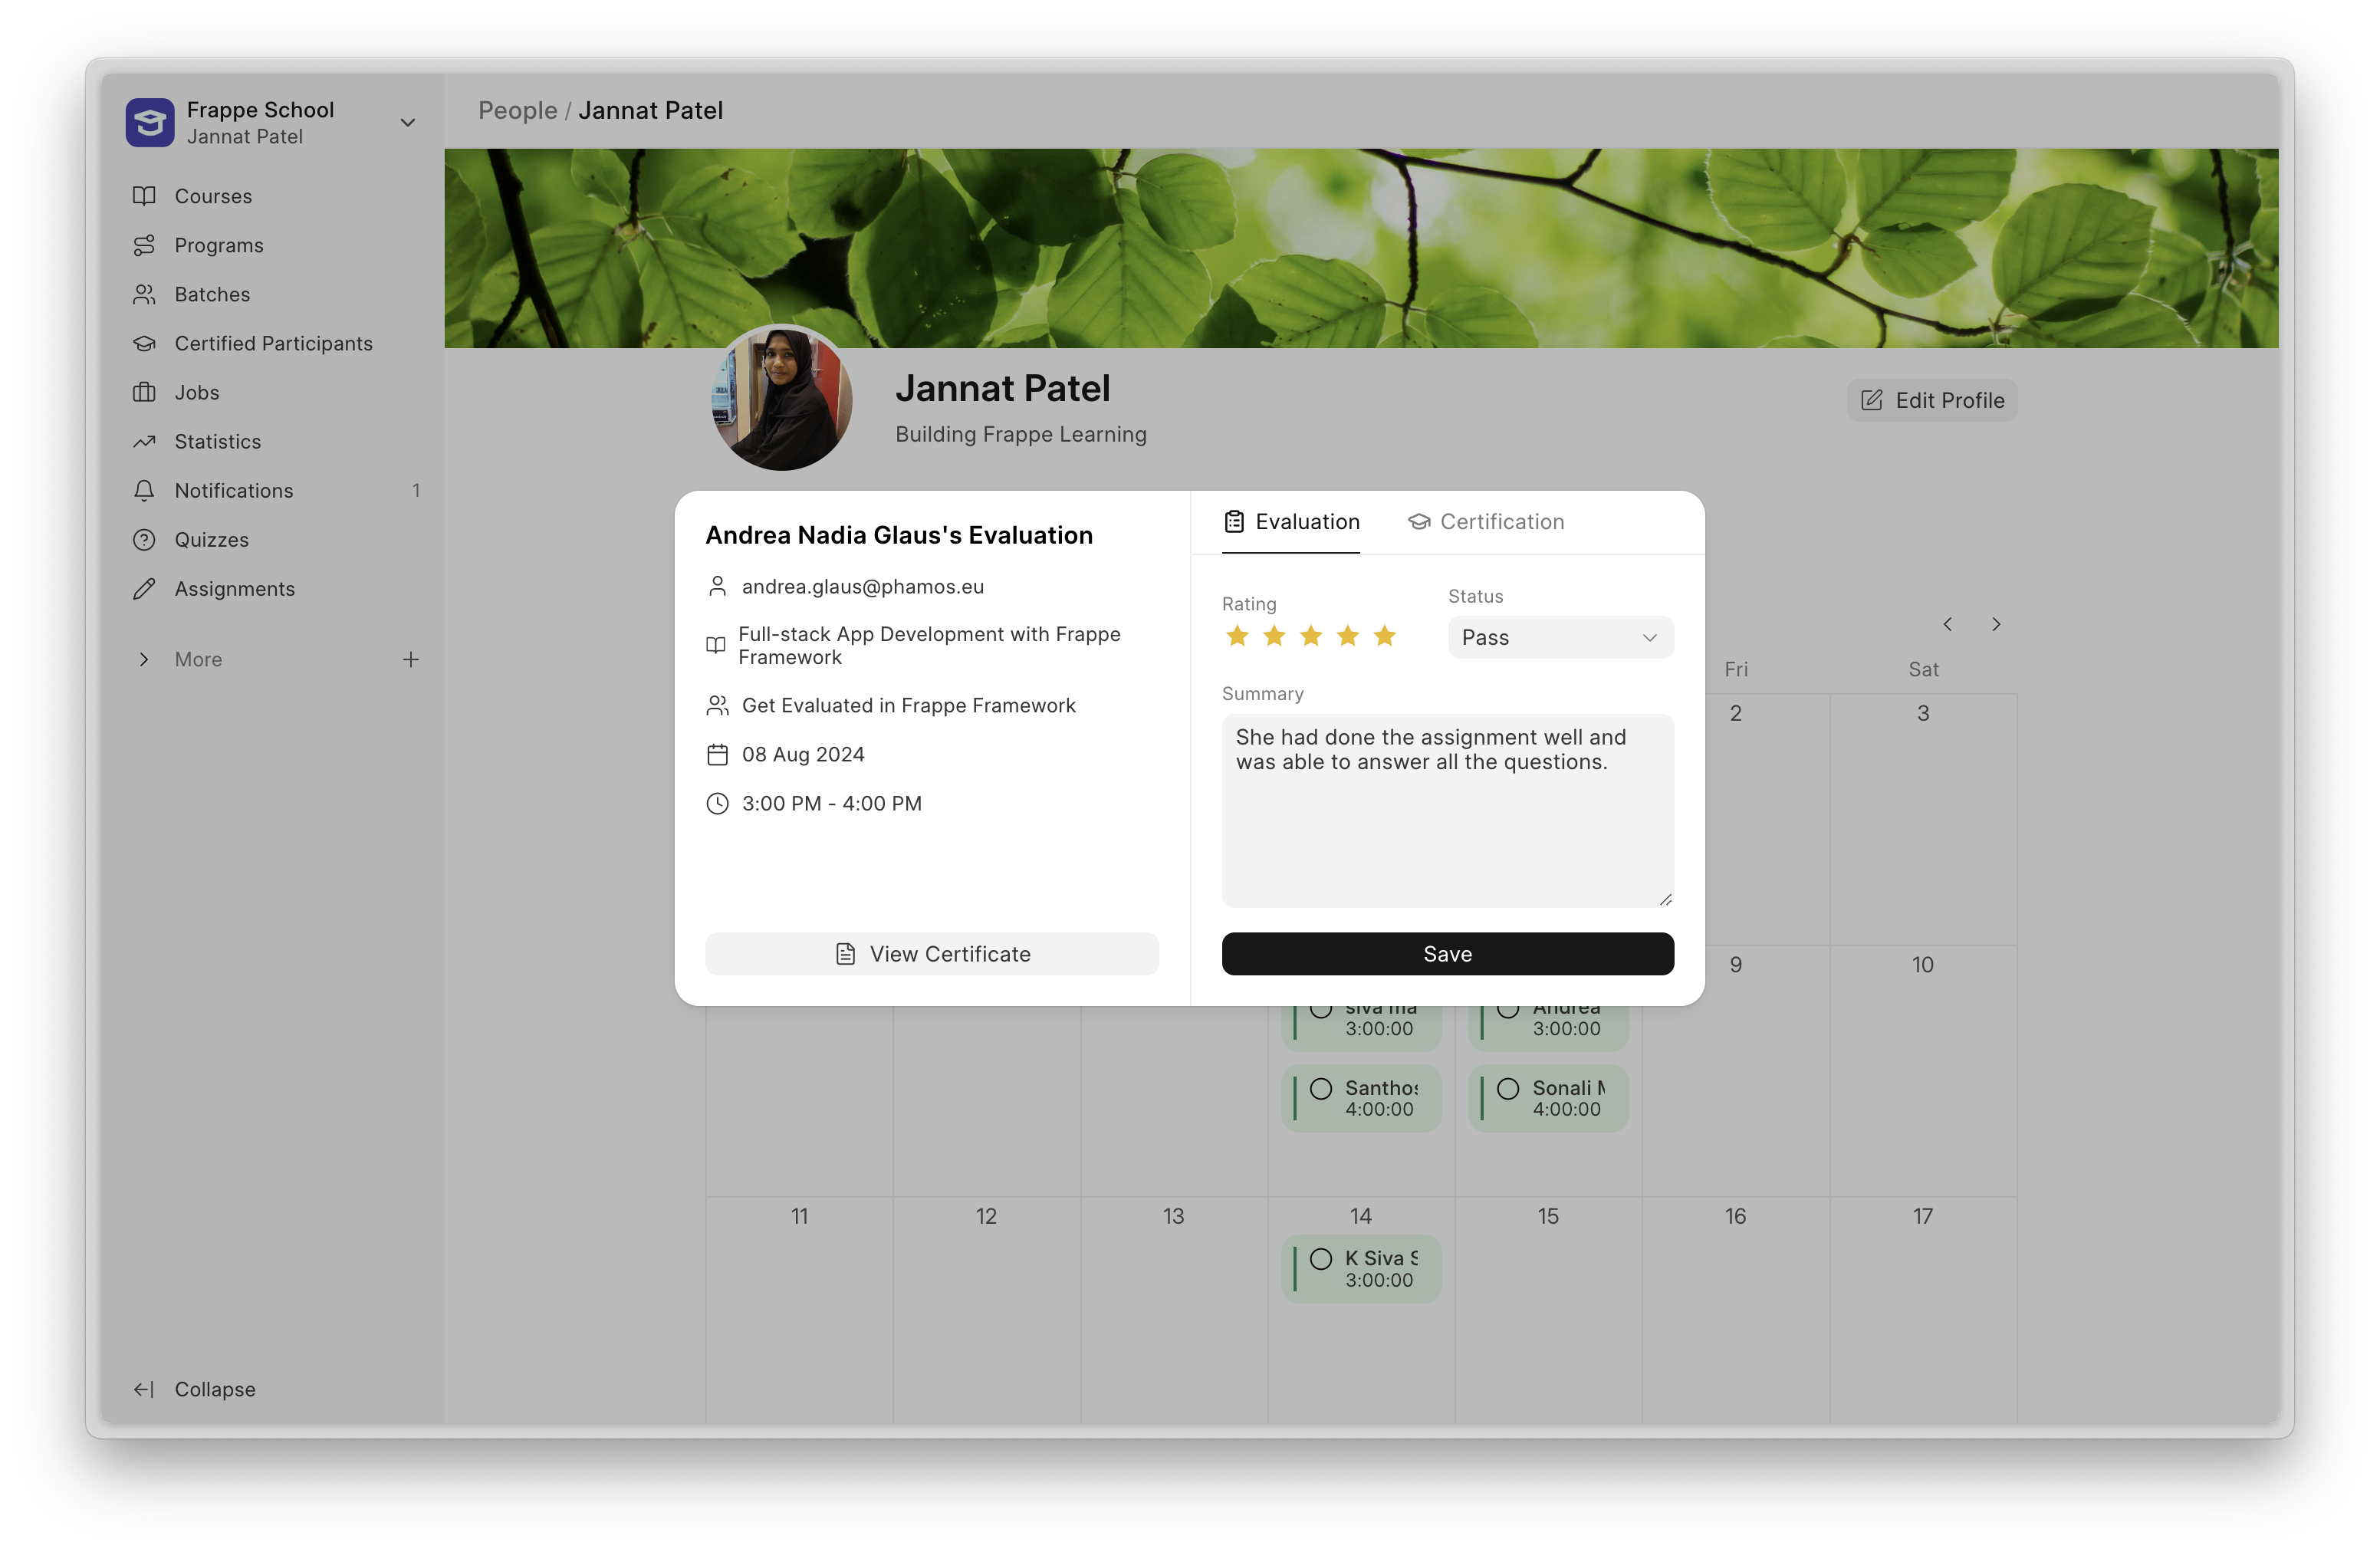 Frappe School
Jannat Patel
Courses
Programs
Batches
Certified Participants
Jobs
Statistics
Notifications 1
Quizzes
Assignments
More
Collapse
People / Jannat Patel
Jannat Patel
Building Frappe Learning
Edit Profile
Andrea Nadia Glaus's Evaluation
andrea.glaus@phamos.eu
Full-stack App Development with Frappe
Framework
Get Evaluated in Frappe Framework
08 Aug 2024
3:00 PM - 4:00 PM
View Certificate
Evaluation Certification
Rating
Status
Pass
Summary
She had done the assignment well and
was able to answer all the questions.
Save
Fri Sat
2 3
9 10
siva ma Andrea
3:00:00 3:00:00
Santhos Sonali
4:00:00 4:00:00
11 12 13 14 15 16 17
K Siva S
3:00:00